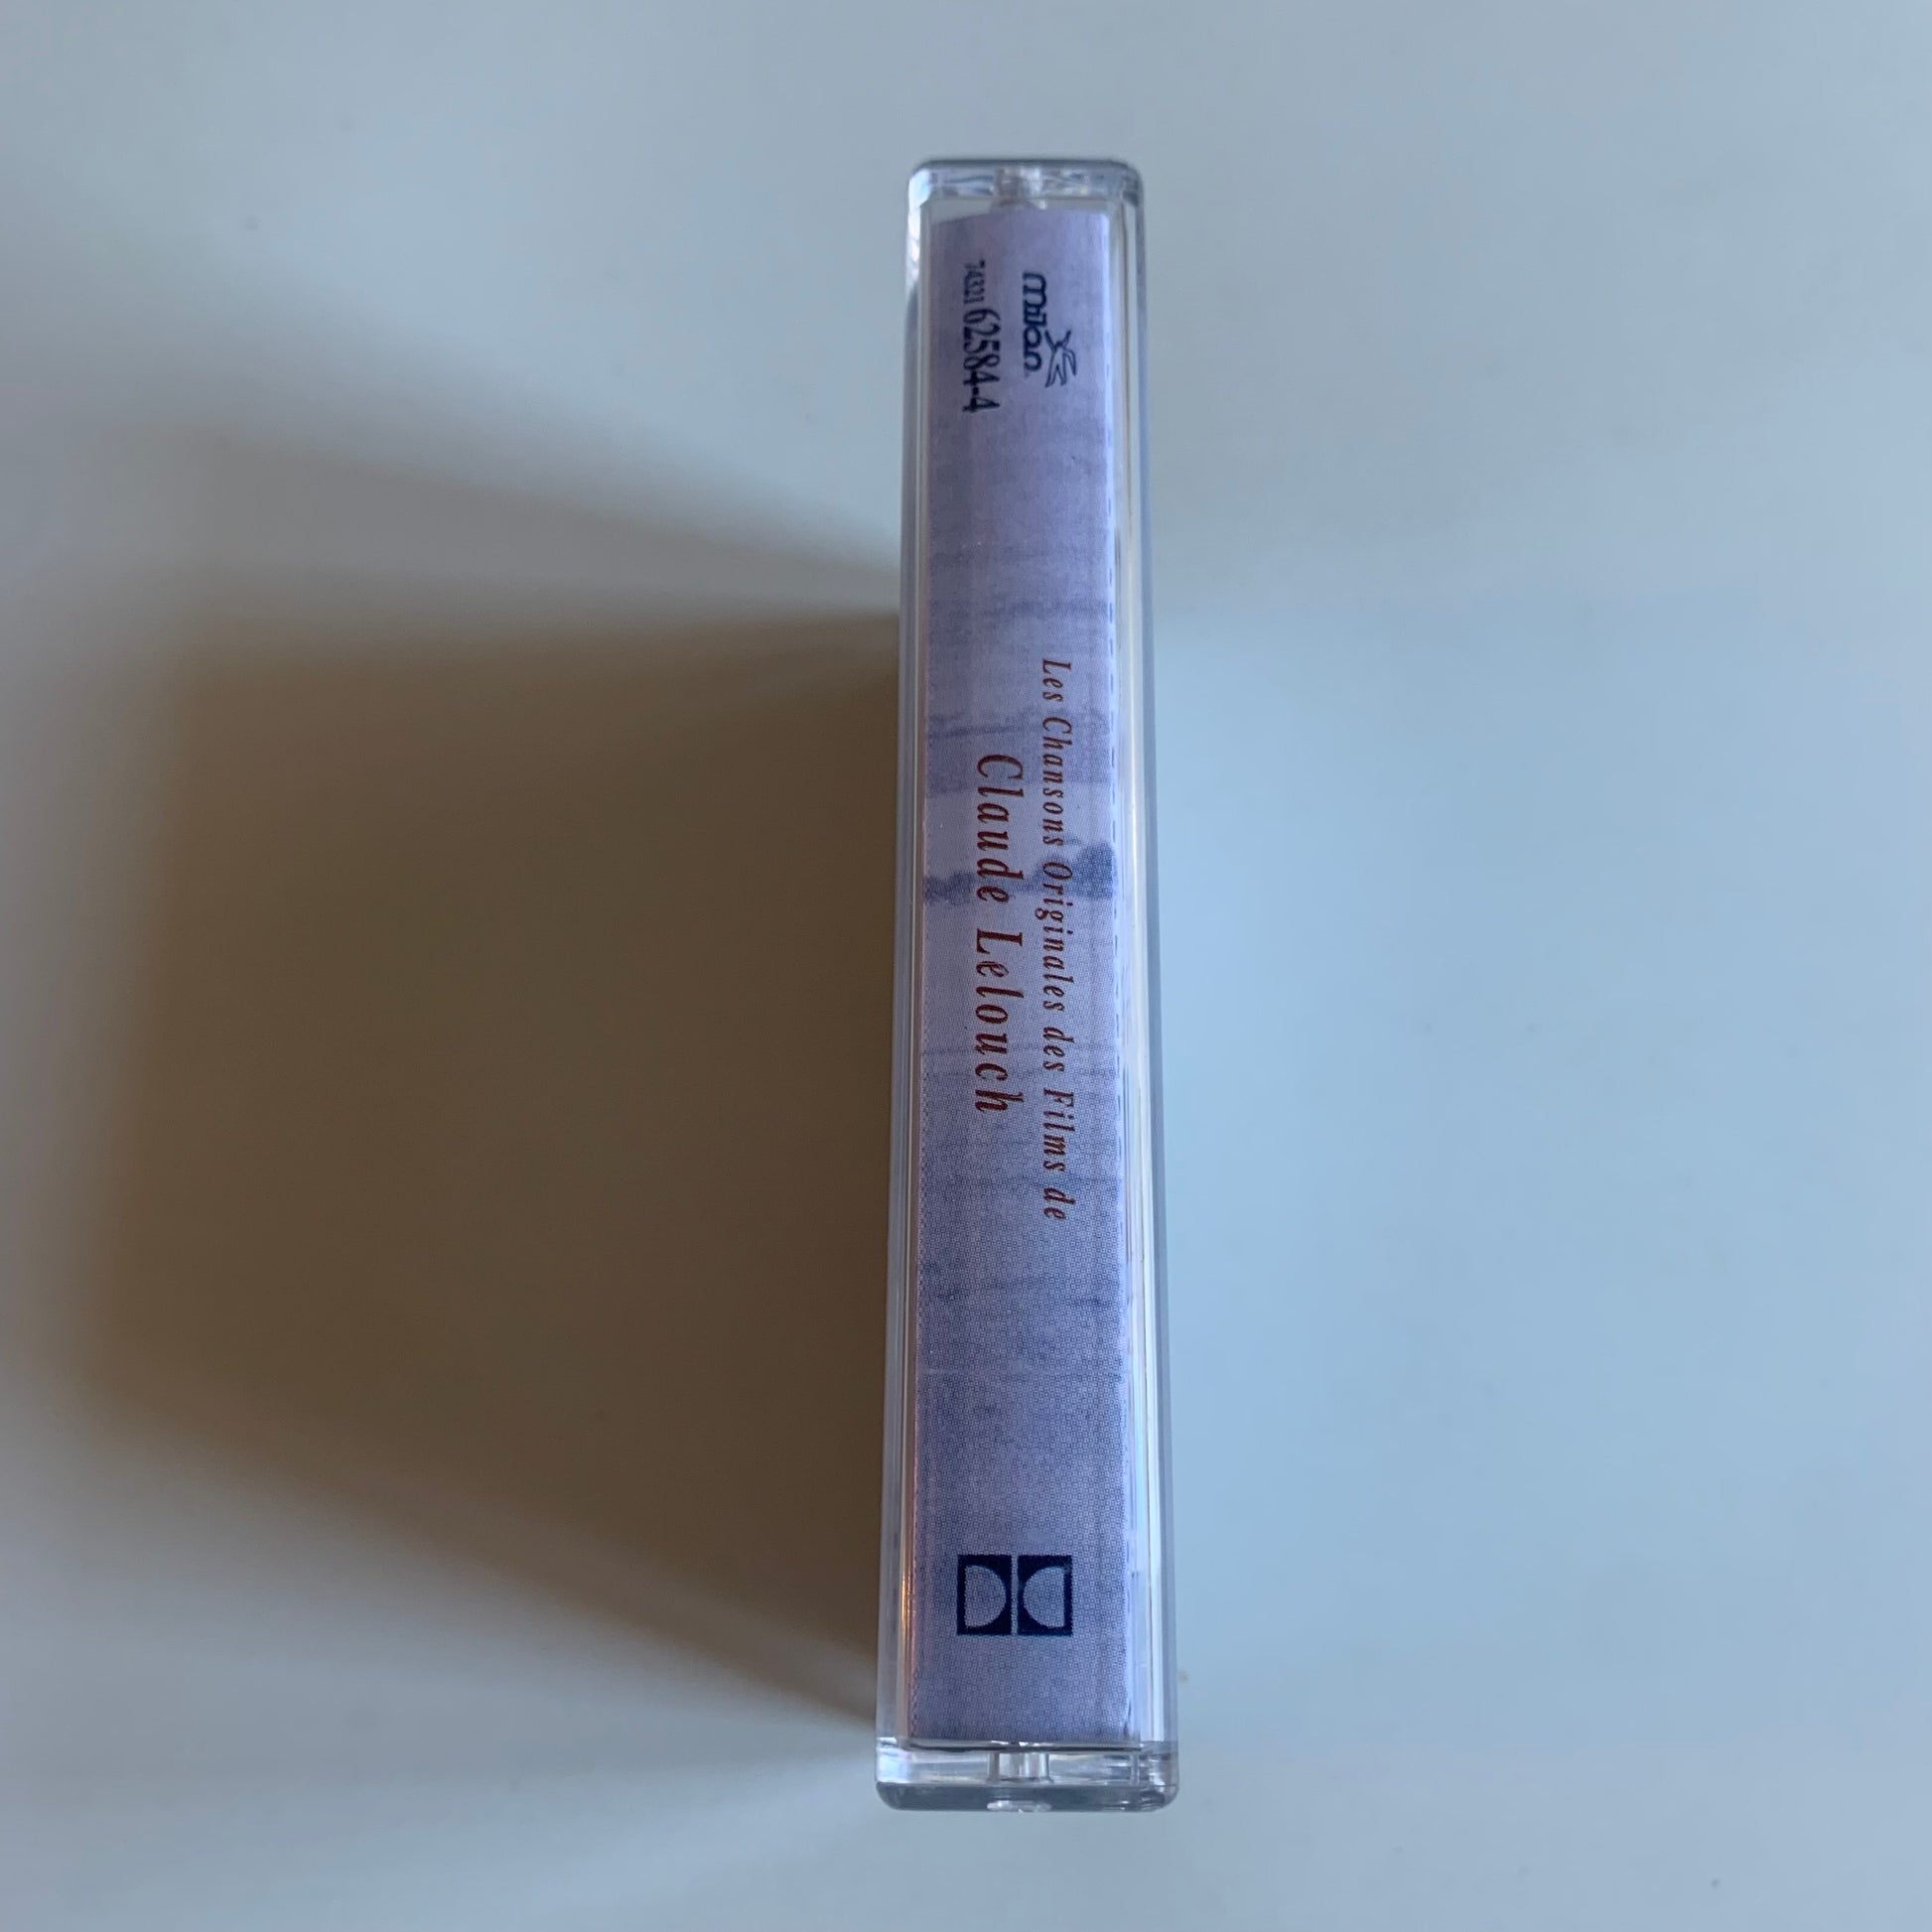 milan
74321 62584-4
Les Chansons Originales des Films de
Claude Lelouch